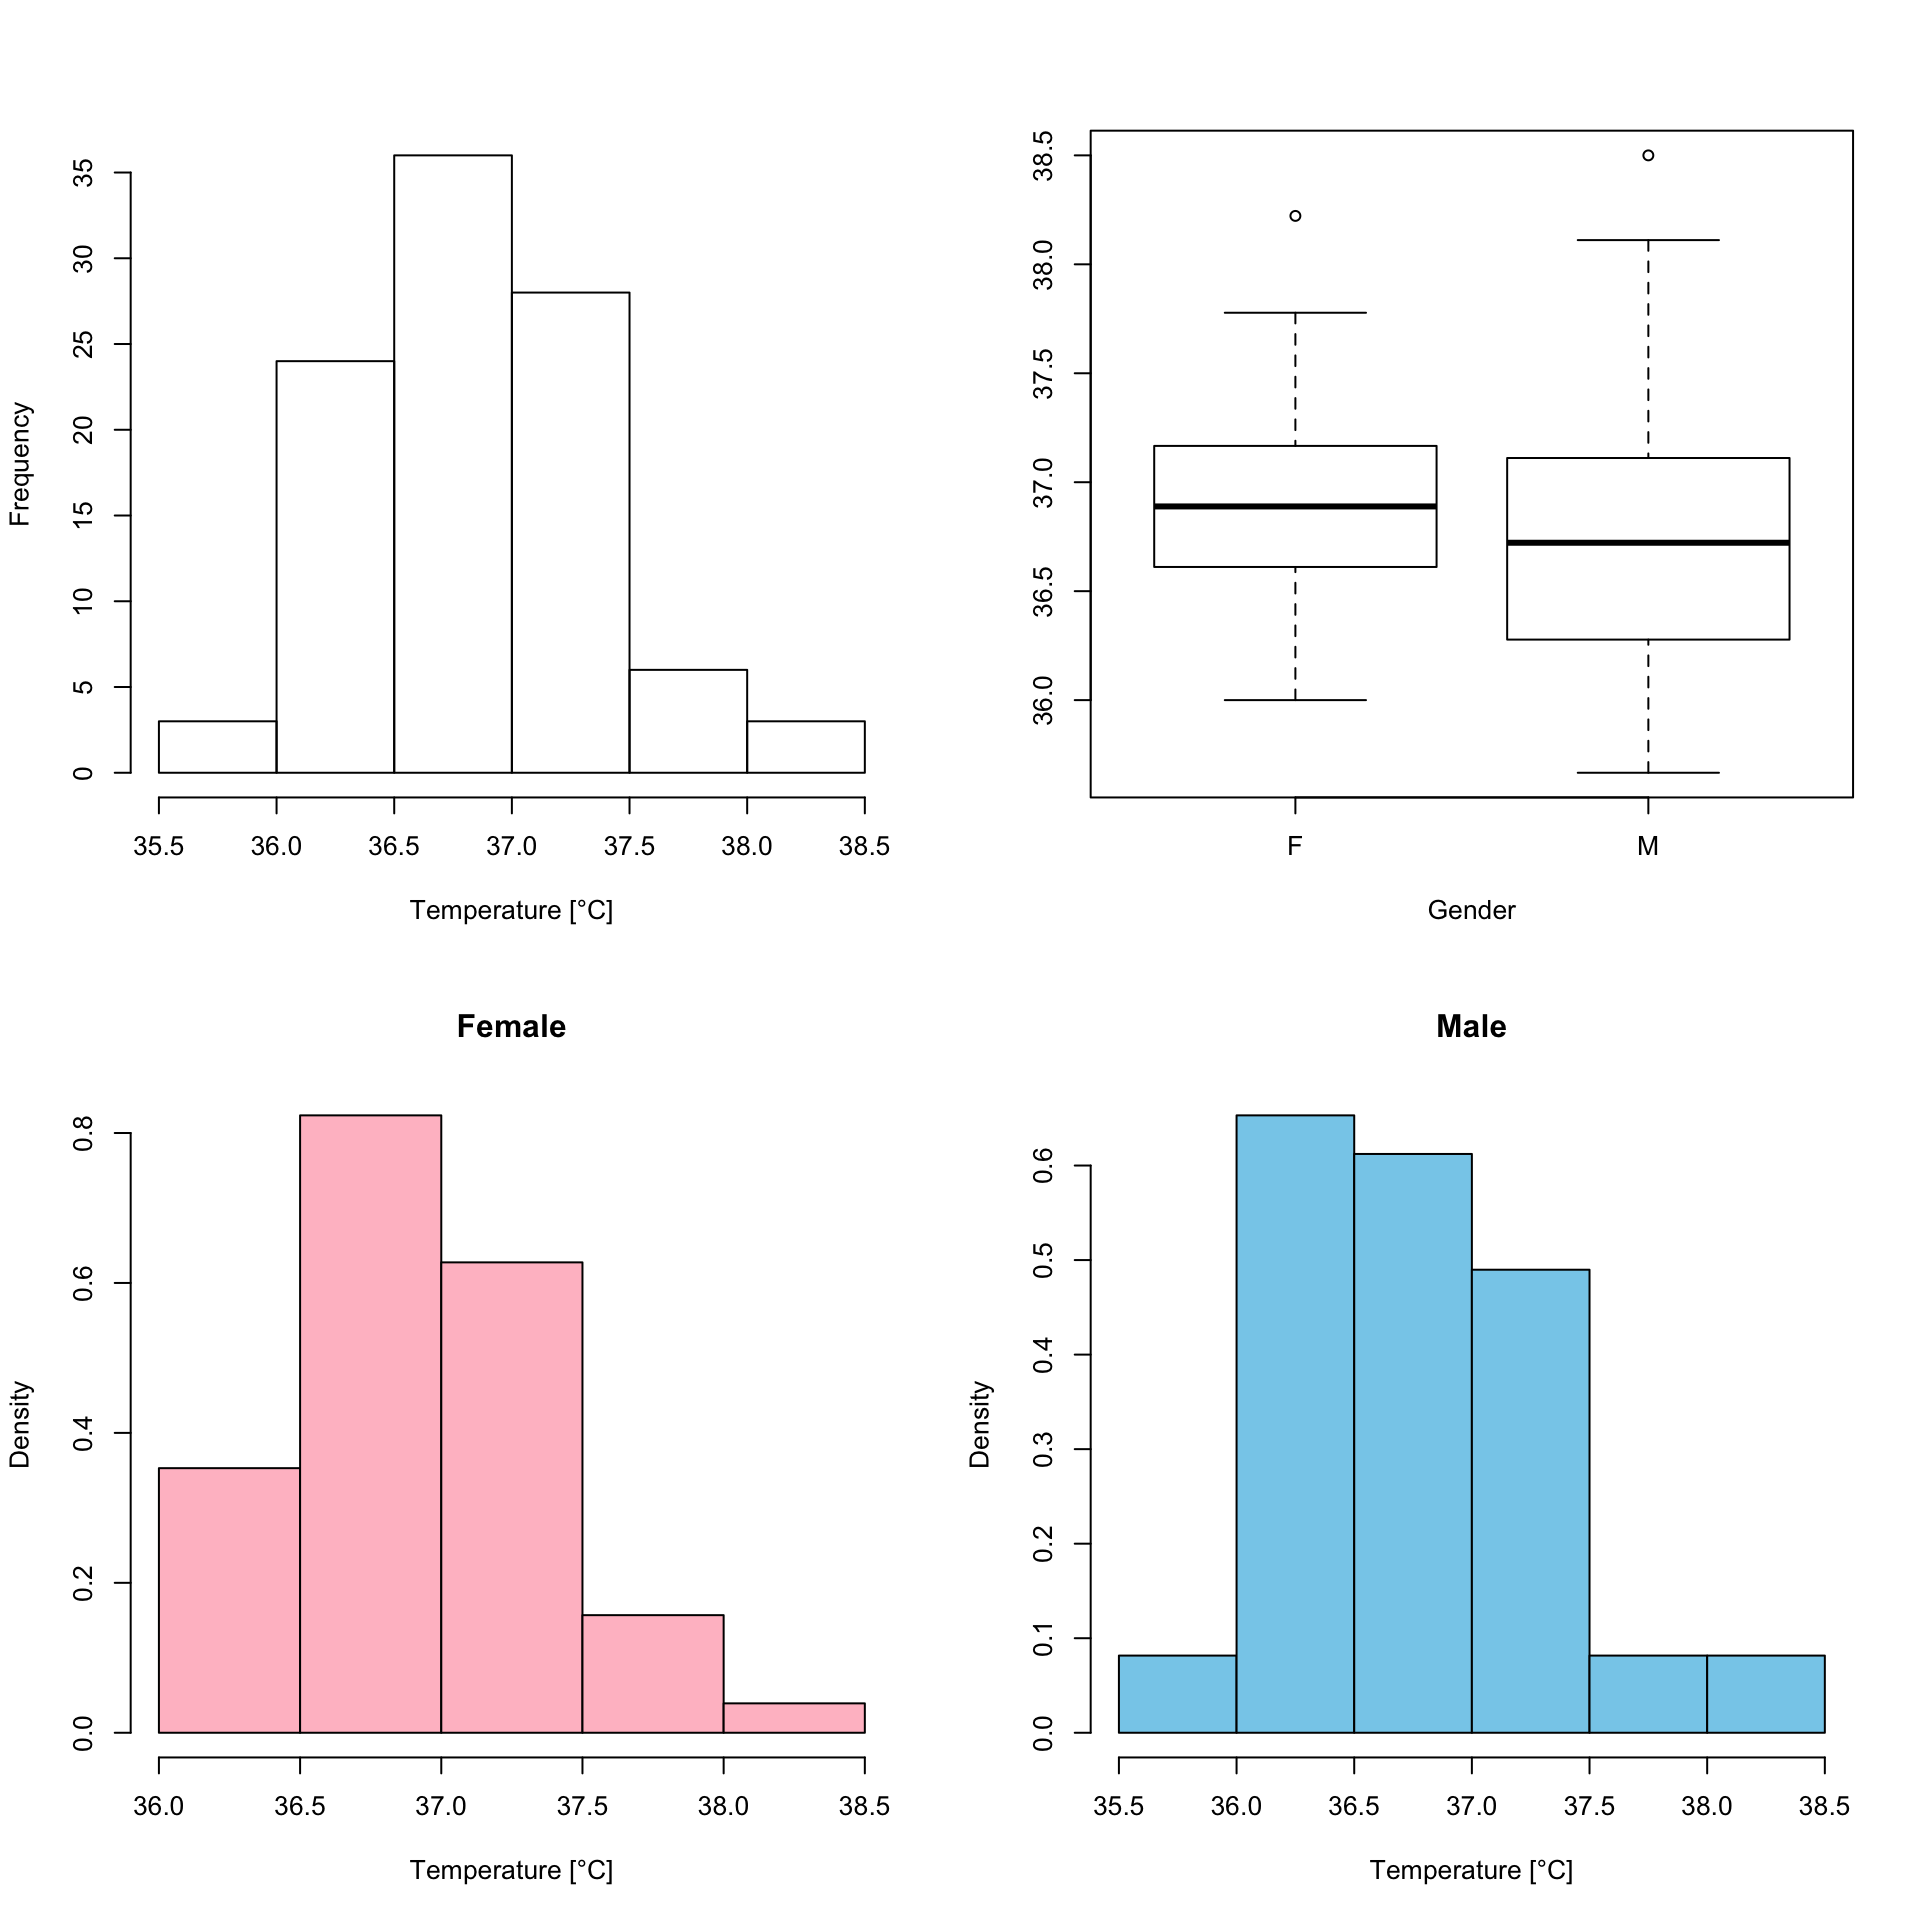 Frequency
35
30
25
20
15
10
5
0
35.5 36.0 36.5 37.0 37.5 38.0 38.5
Temperature [°C]
38.5
38.0
37.5
37.0
36.5
36.0
F M
Gender
Female
Density
0.8
0.6
0.4
0.2
0.0
36.0 36.5 37.0 37.5 38.0 38.5
Temperature [°C]
Male
Density
0.6
0.5
0.4
0.3
0.2
0.1
0.0
35.5 36.0 36.5 37.0 37.5 38.0 38.5
Temperature [°C]